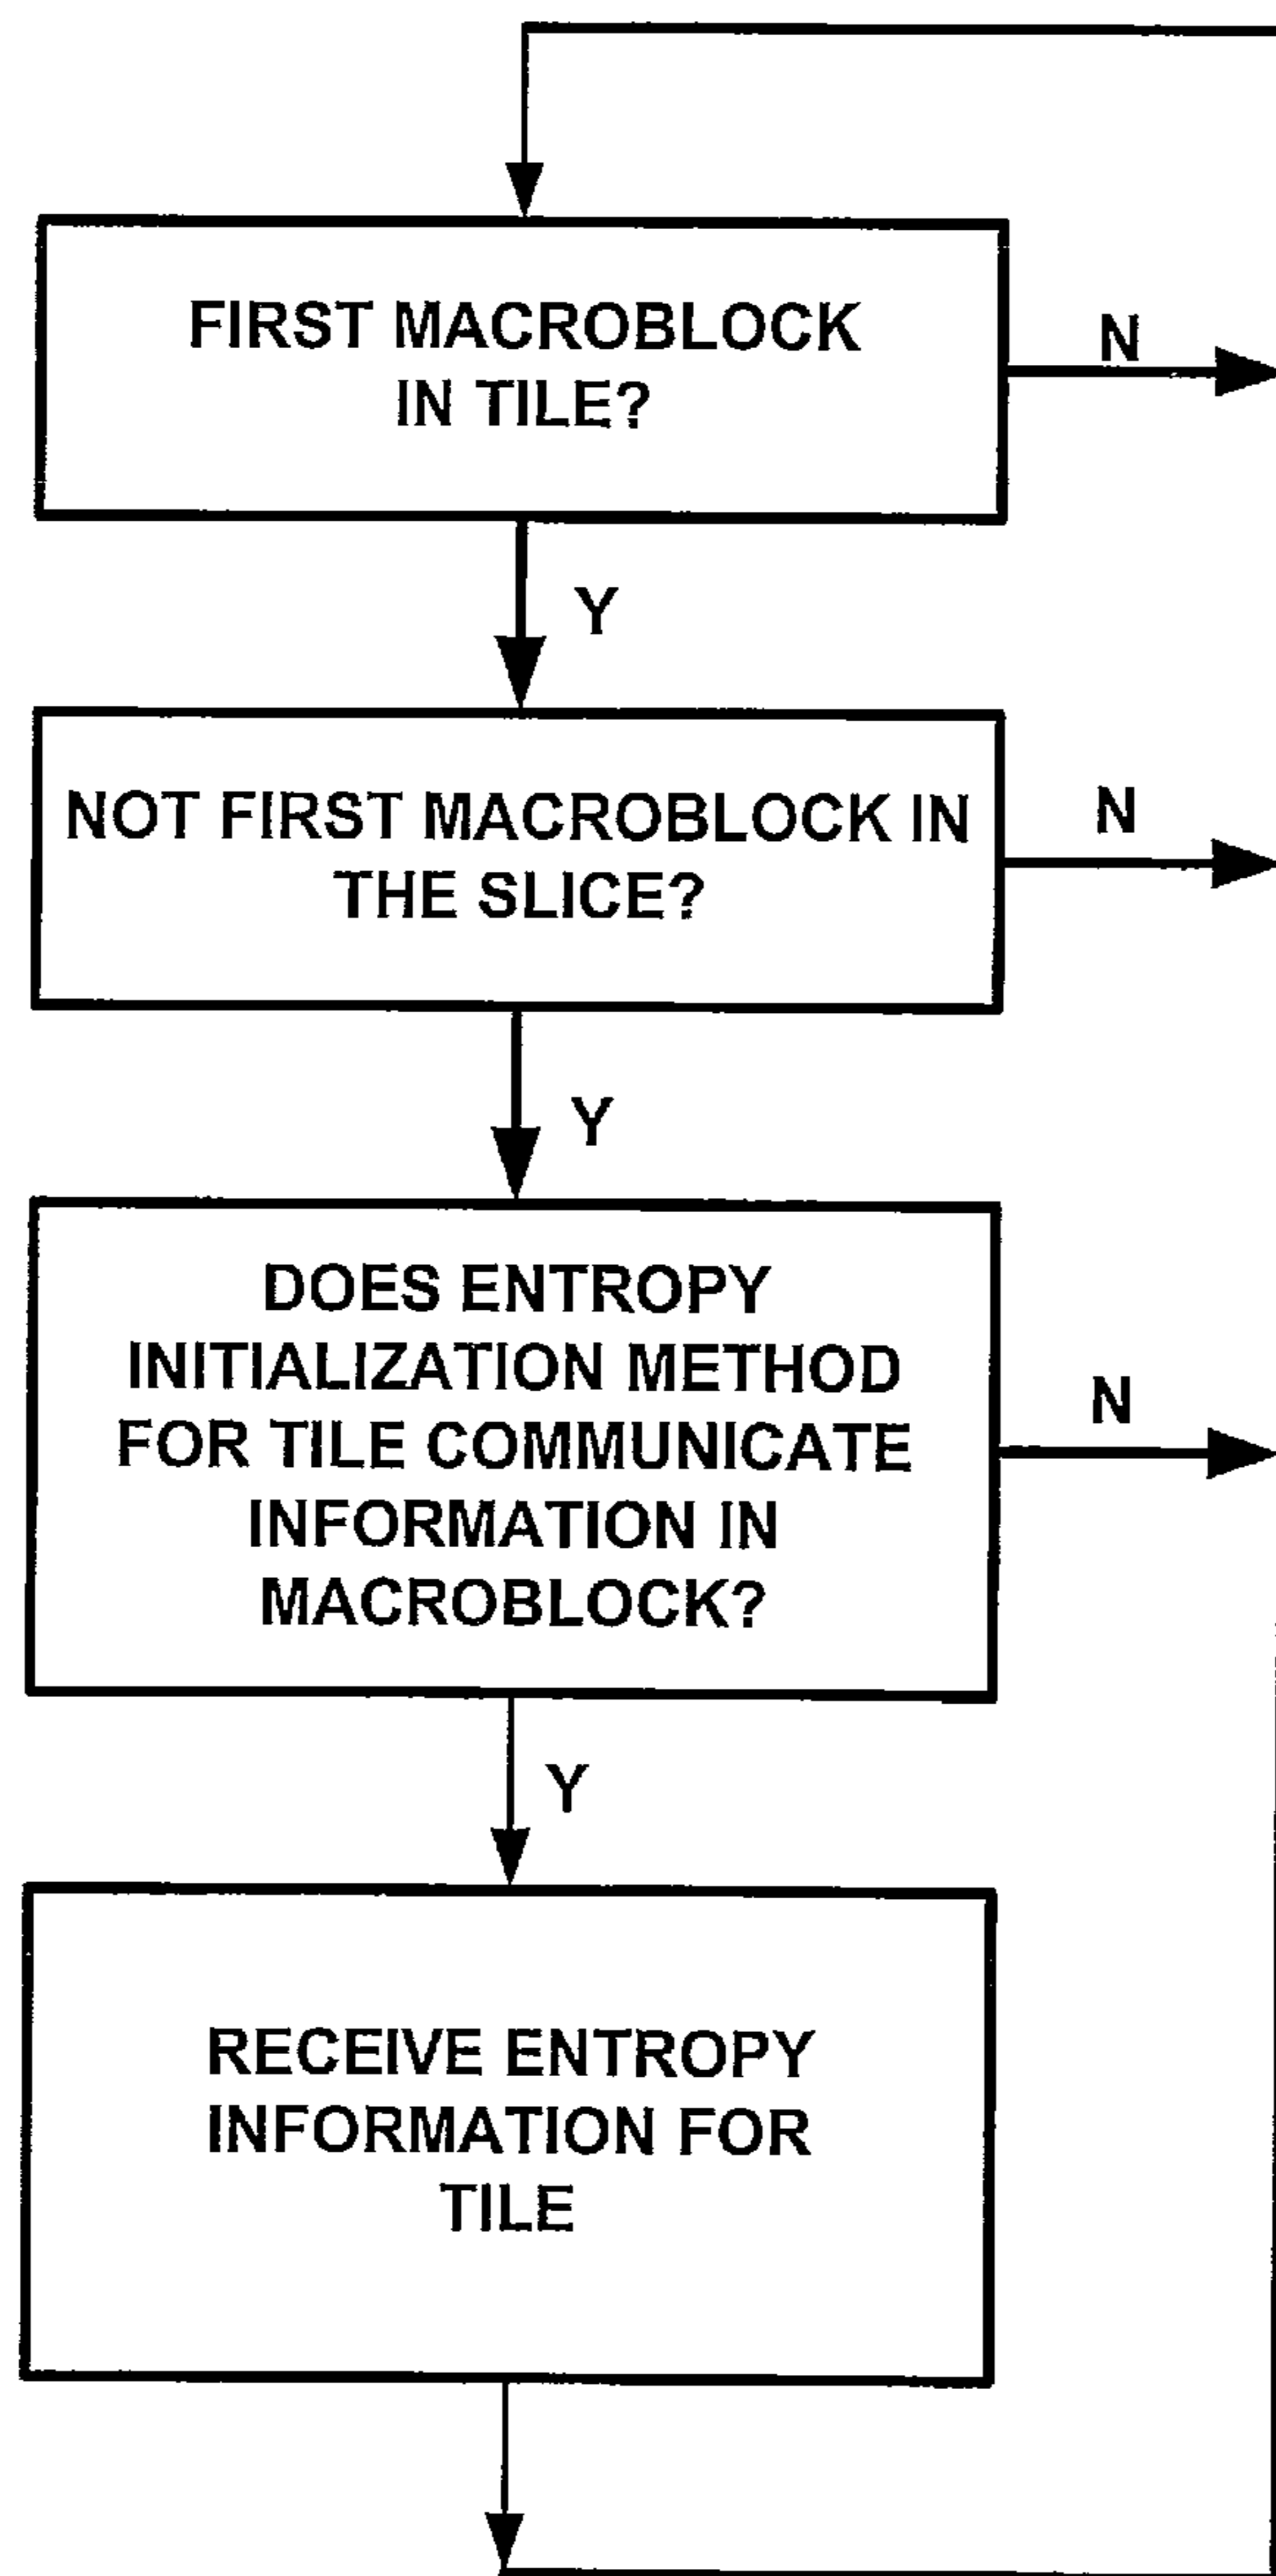 FIRST MACROBLOCK
IN TILE?
N
Y
NOT FIRST MACROBLOCK IN
THE SLICE?
N
Y
DOES ENTROPY
INITIALIZATION METHOD
FOR TILE COMMUNICATE
INFORMATION IN
MACROBLOCK?
N
Y
RECEIVE ENTROPY
INFORMATION FOR
TILE